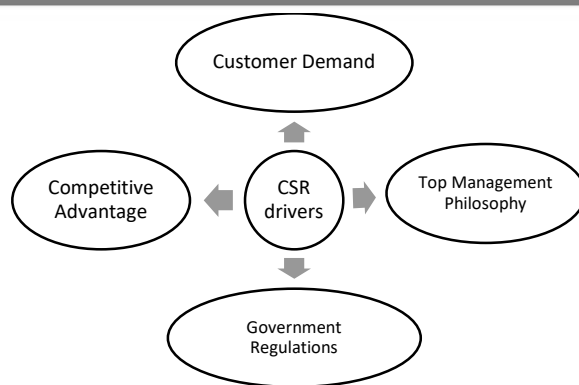 Customer Demand
Competitive
Advantage
CSR
drivers
Top Management
Philosophy
Government
Regulations